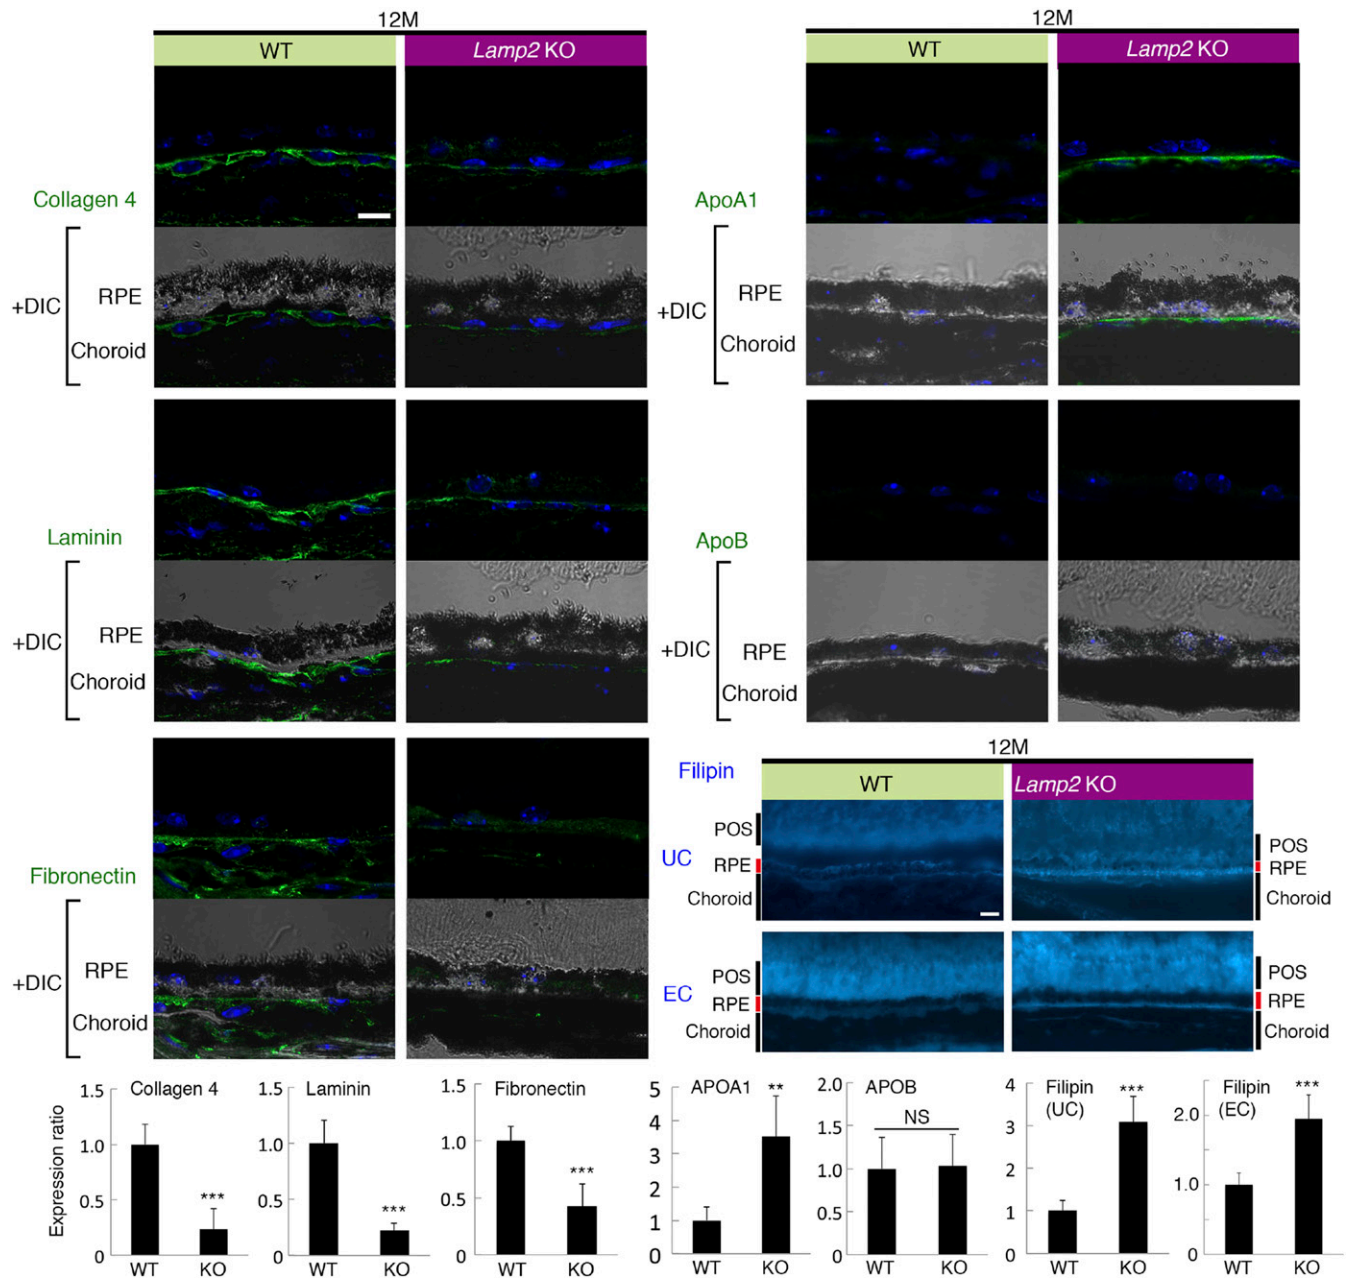 12M
WT
Lamp2 KO
Collagen 4
+DIC
RPE
Choroid
Laminin
+DIC
RPE
Choroid
Fibronectin
+DIC
RPE
Choroid
12M
WT
Lamp2 KO
ApoA1
+DIC
RPE
Choroid
ApoB
+DIC
RPE
Choroid
12M
Filipin
WT
Lamp2 KO
UC
POS
RPE
Choroid
POS
RPE
Choroid
EC
POS
RPE
Choroid
POS
RPE
Choroid
Expression ratio
Collagen 4
1.5
1.0
0.5
0
***
WT KO
Laminin
1.5
1.0
0.5
0
***
WT KO
Fibronectin
1.5
1.0
0.5
0
***
WT KO
APOA1
5
4
3
2
1
0
**
WT KO
APOB
2.0
1.5
1.0
0.5
0
NS
WT KO
Filipin
(UC)
4
3
2
1
0
***
WT KO
Filipin
(EC)
2.0
1.0
0
***
WT KO